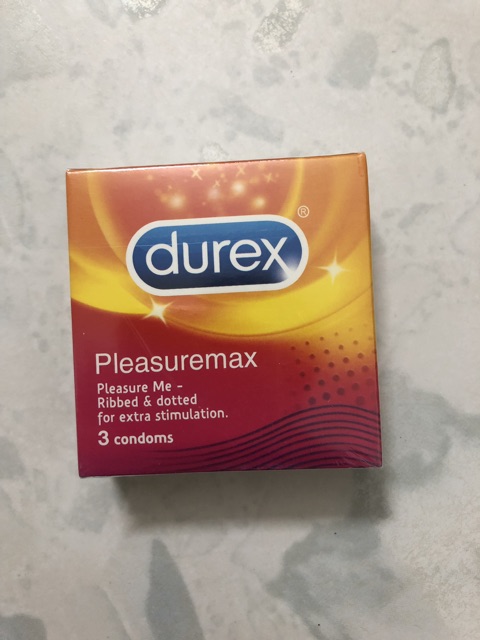 durex®
Pleasuremax
Pleasure Me -
Ribbed & dotted
for extra stimulation.
3 condoms